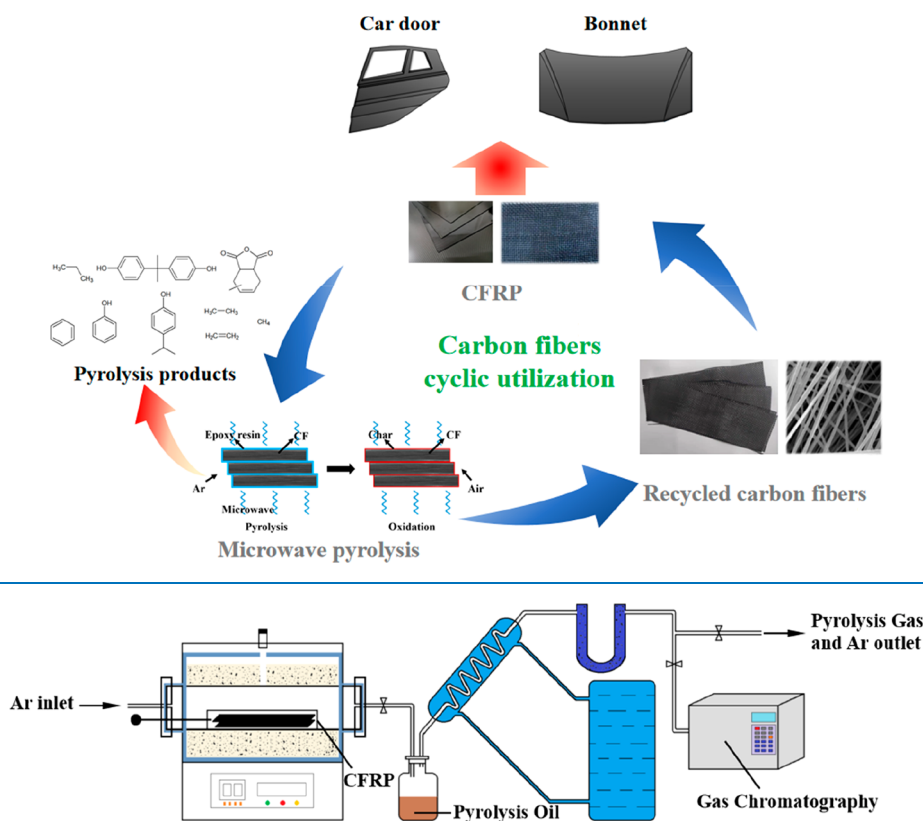 Car door
Bonnet
CFRP
H₃C
CH₃
HO
OH
O
O
O
OH
OH
H₃C—CH₃
CH₄
H₂C=CH₂
Pyrolysis products
Carbon fibers
cyclic utilization
Epoxy resin
CF
Char
CF
Ar
Air
Microwave
Pyrolysis
Oxidation
Microwave pyrolysis
Recycled carbon fibers
Ar inlet
CFRP
Pyrolysis Oil
Pyrolysis Gas
and Ar outlet
Gas Chromatography